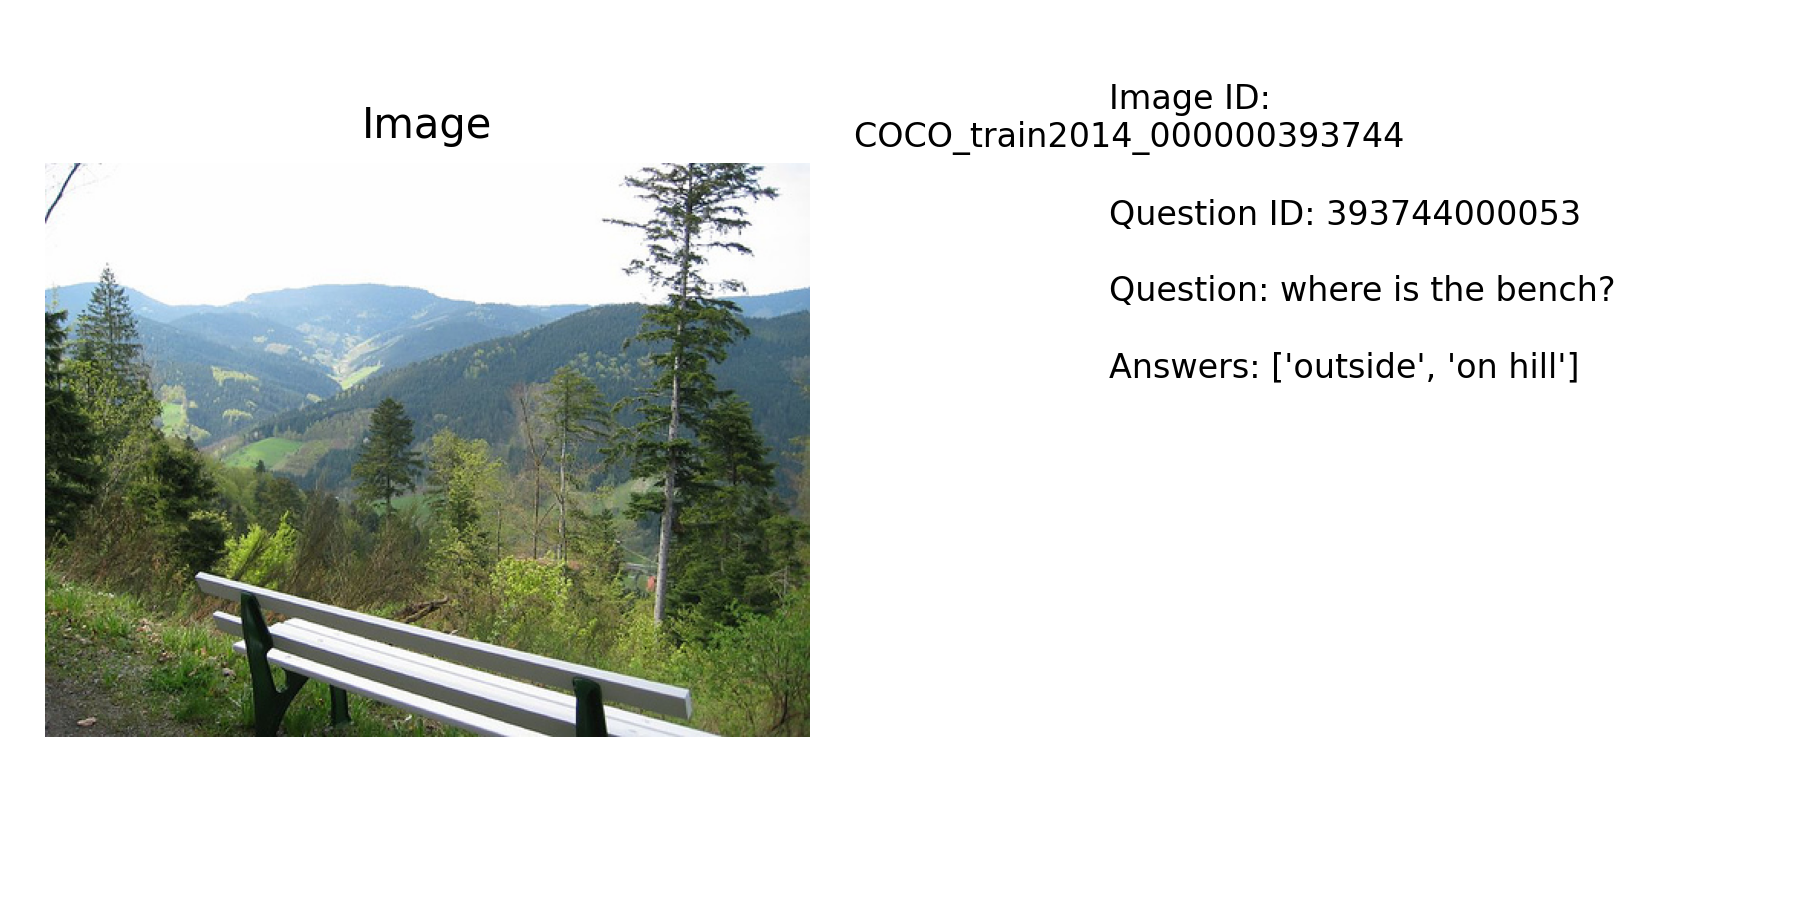 Image
Image ID:
COCO_train2014_000000393744
Question ID: 393744000053
Question: where is the bench?
Answers: ['outside', 'on hill']